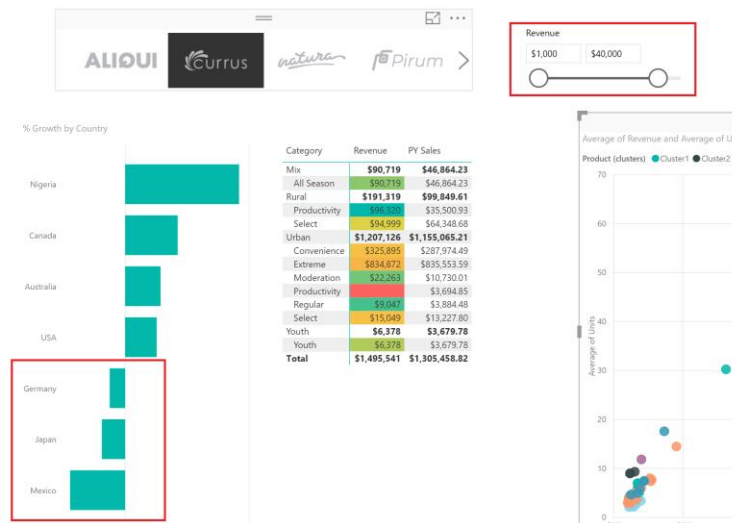 ALIQUI Currus natura Pirum
Revenue
$1,000 $40,000
% Growth by Country
Nigeria
Canada
Australia
USA
Germany
Japan
Mexico
Category Revenue PY Sales
Mix $90,719 $46,864.23
All Season $90,719 $46,864.23
Rural $191,319 $99,849.61
Productivity $96,320 $35,500.93
Select $94,999 $64,348.68
Urban $1,207,126 $1,155,065.21
Convenience $325,895 $287,974.49
Extreme $834,872 $835,553.59
Moderation $22,263 $10,730.01
Productivity $3,694.85
Regular $9,047 $3,884.48
Select $15,049 $13,227.80
Youth $6,378 $3,679.78
Youth $6,378 $3,679.78
Total $1,495,541 $1,305,458.82
Average of Revenue and Average of U
Product (clusters) Cluster1 Cluster2
Average of Units
70
60
50
40
30
20
10
0